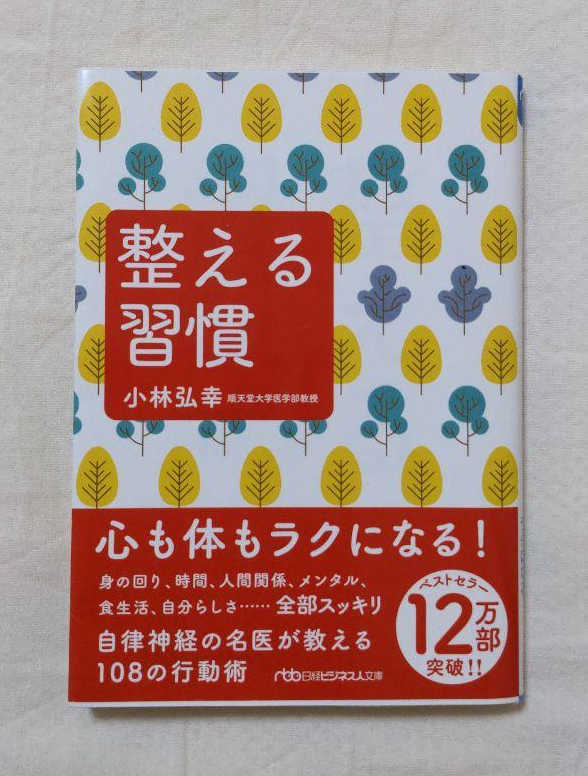 整える
習慣
小林弘幸 順天堂大学医学部教授
心も体もラクになる!
身の回り、時間、人間関係、メンタル、
食生活、自分らしさ…… 全部スッキリ
自律神経の名医が教える
108の行動術
ベストセラー
12万部
突破!!
nbb日経ビジネス人文庫